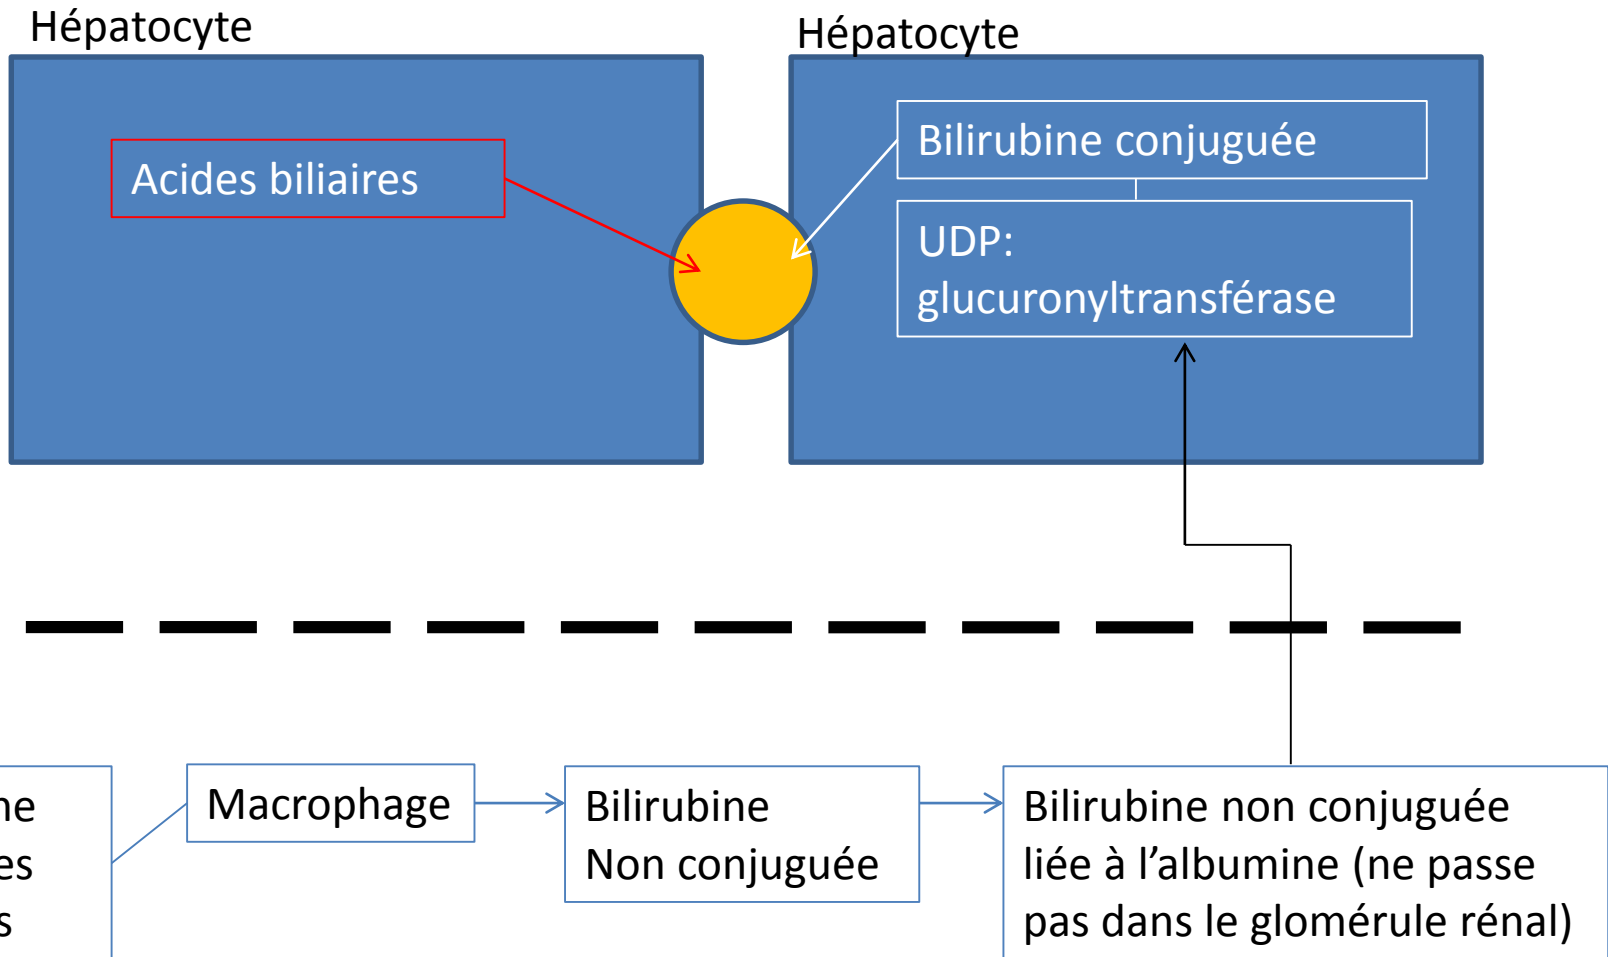 Hépatocyte
Hépatocyte
Acides biliaires
Bilirubine conjuguée
UDP:
glucuronyltransférase
Macrophage
Bilirubine
Non conjuguée
Bilirubine non conjuguée
liée à l’albumine (ne passe
pas dans le glomérule rénal)